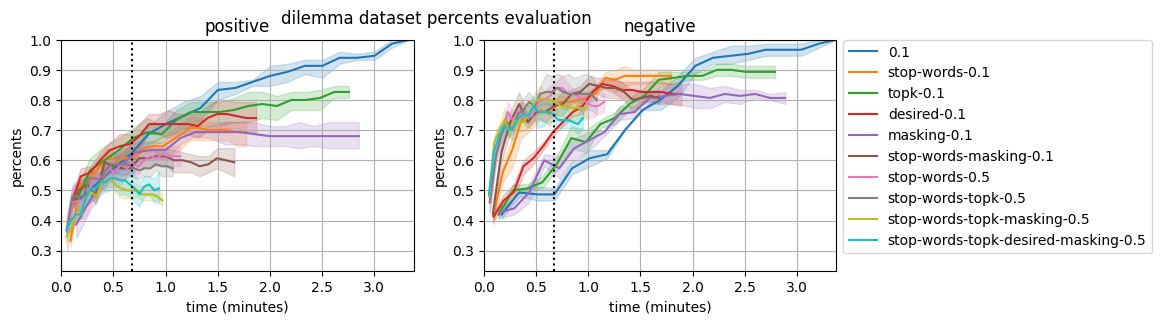 dilemma dataset percents evaluation
positive
negative
1.0
0.9
0.8
0.7
0.6
0.5
0.4
0.3
percents
0.0 0.5 1.0 1.5 2.0 2.5 3.0
time (minutes)
1.0
0.9
0.8
0.7
0.6
0.5
0.4
0.3
percents
0.0 0.5 1.0 1.5 2.0 2.5 3.0
time (minutes)
0.1
stop-words-0.1
topk-0.1
desired-0.1
masking-0.1
stop-words-masking-0.1
stop-words-0.5
stop-words-topk-0.5
stop-words-topk-masking-0.5
stop-words-topk-desired-masking-0.5